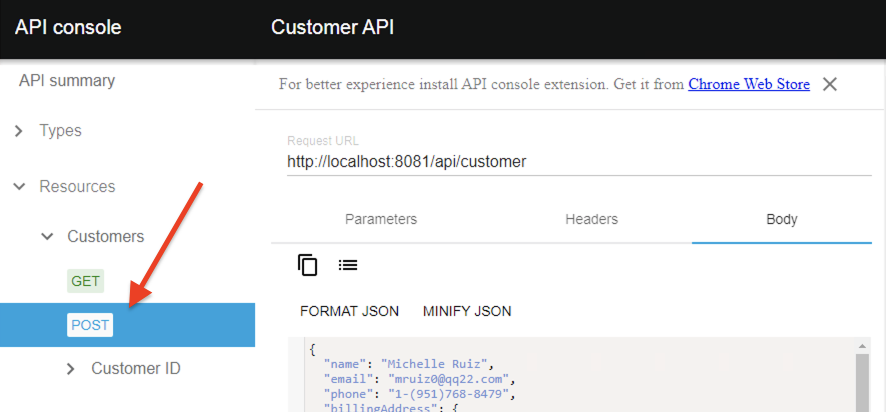 API console
Customer API
API summary
For better experience install API console extension. Get it from Chrome Web Store
Types
Request URL
http://localhost:8081/api/customer
Resources
Parameters
Headers
Body
Customers
GET
POST
Customer ID
FORMAT JSON
MINIFY JSON
{
"name": "Michelle Ruiz",
"email": "mruiz0@qq22.com",
"phone": "1-(951)768-8479",
"billingAddress": {